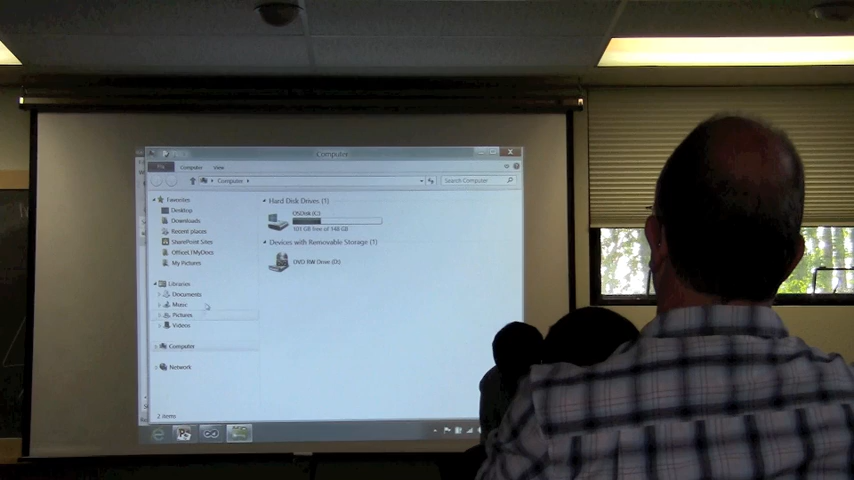 Computer
File Computer View
Computer
Search Computer
Favorites
Desktop
Downloads
Recent places
SharePoint Sites
My Pictures
Libraries
Documents
Music
Pictures
Videos
Computer
Network
Hard Disk Drives (1)
OSDisk (C:)
101 GB free of 148 GB
Devices with Removable Storage (1)
DVD RW Drive (D:)
2 items